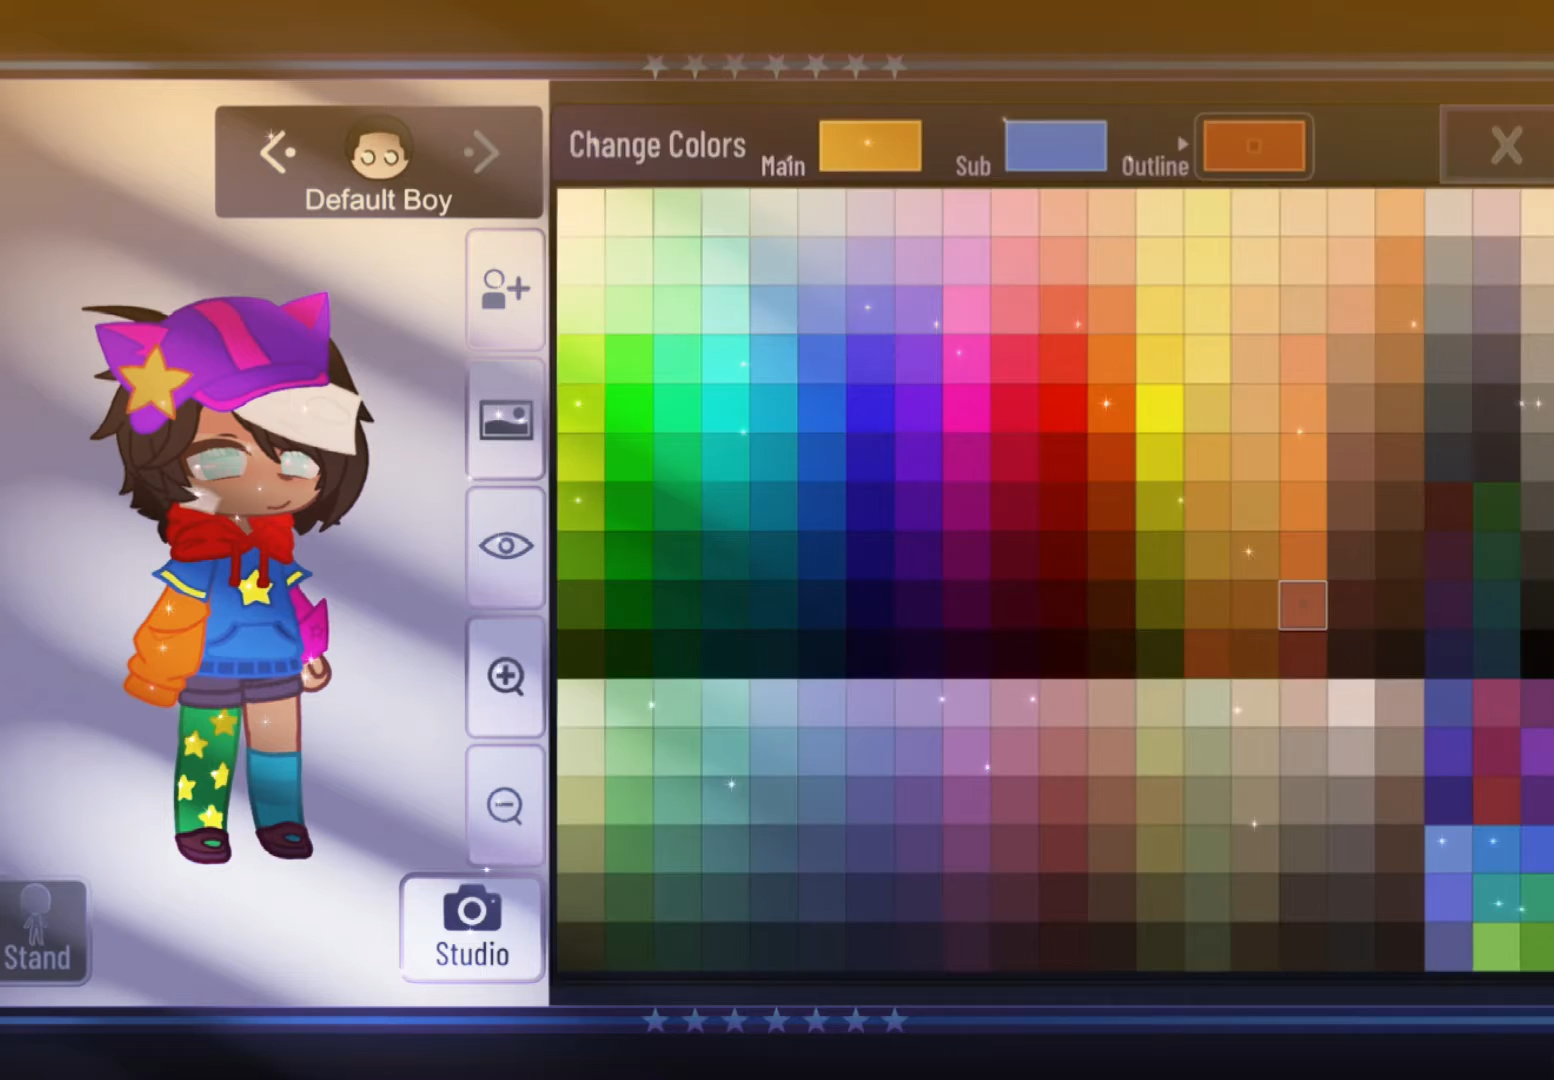 Default Boy
Change Colors
Main
Sub
Outline
X
Stand
Studio